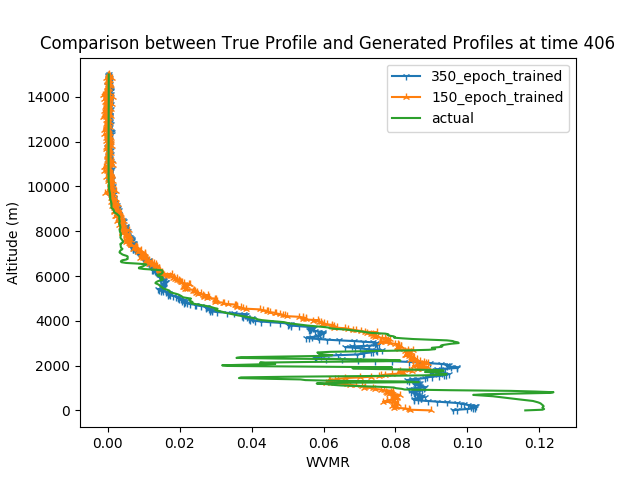 Comparison between True Profile and Generated Profiles at time 406
350_epoch_trained
150_epoch_trained
actual
Altitude (m)
14000
12000
10000
8000
6000
4000
2000
0
0.00 0.02 0.04 0.06 0.08 0.10 0.12
WVMR